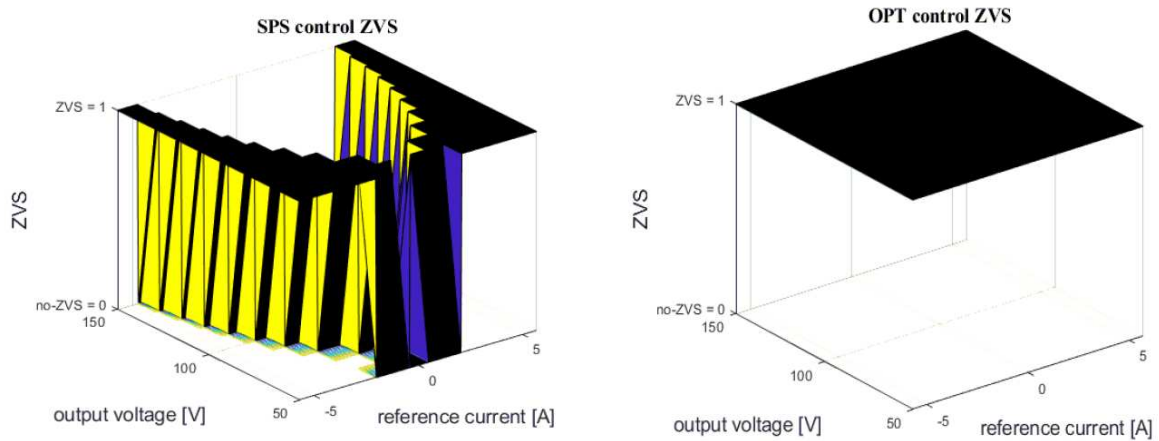 SPS control ZVS
ZVS = 1
ZVS
no-ZVS = 0
150
100
50
output voltage [V]
-5
0
5
reference current [A]
OPT control ZVS
ZVS = 1
ZVS
no-ZVS = 0
150
100
50
output voltage [V]
-5
0
5
reference current [A]